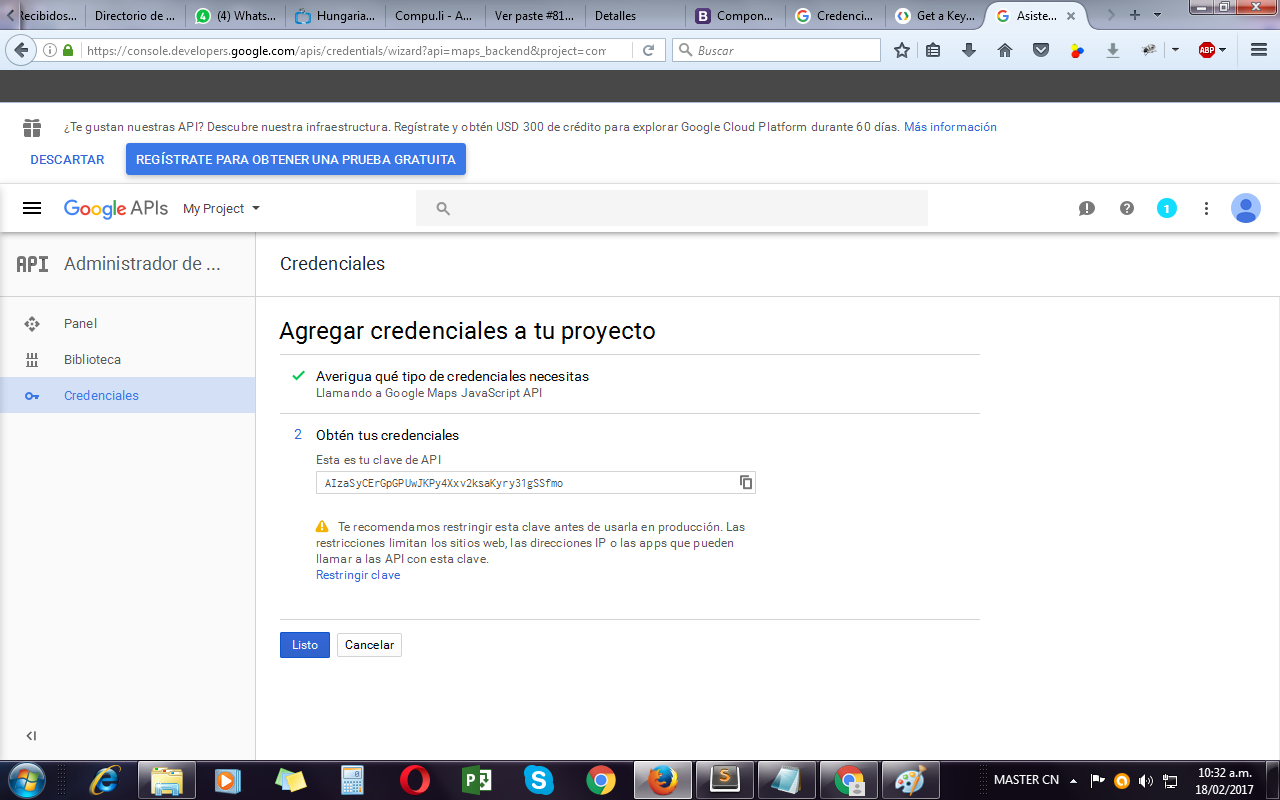 Recibidos...
Directorio de ...
(4) Whats...
Hungaria...
Compu.li - A...
Ver paste #81...
Detalles
Compon...
Credenci...
Get a Key...
Asiste...
https://console.developers.google.com/apis/credentials/wizard?api=maps_backend&project=com
Buscar
ABP
¿Te gustan nuestras API? Descubre nuestra infraestructura. Regístrate y obtén USD 300 de crédito para explorar Google Cloud Platform durante 60 días. Más información
DESCARTAR
REGÍSTRATE PARA OBTENER UNA PRUEBA GRATUITA
Google APIs
My Project
1
API
Administrador de ...
Credenciales
Panel
Biblioteca
Credenciales
Agregar credenciales a tu proyecto
Averigua qué tipo de credenciales necesitas
Llamando a Google Maps JavaScript API
2 Obtén tus credenciales
Esta es tu clave de API
AIzaSyCErGpGPUwJKPy4Xxv2ksaKyry31gSSfmo
Te recomendamos restringir esta clave antes de usarla en producción. Las
restricciones limitan los sitios web, las direcciones IP o las apps que pueden
llamar a las API con esta clave.
Restringir clave
Listo
Cancelar
MASTER CN
10:32 a.m.
18/02/2017